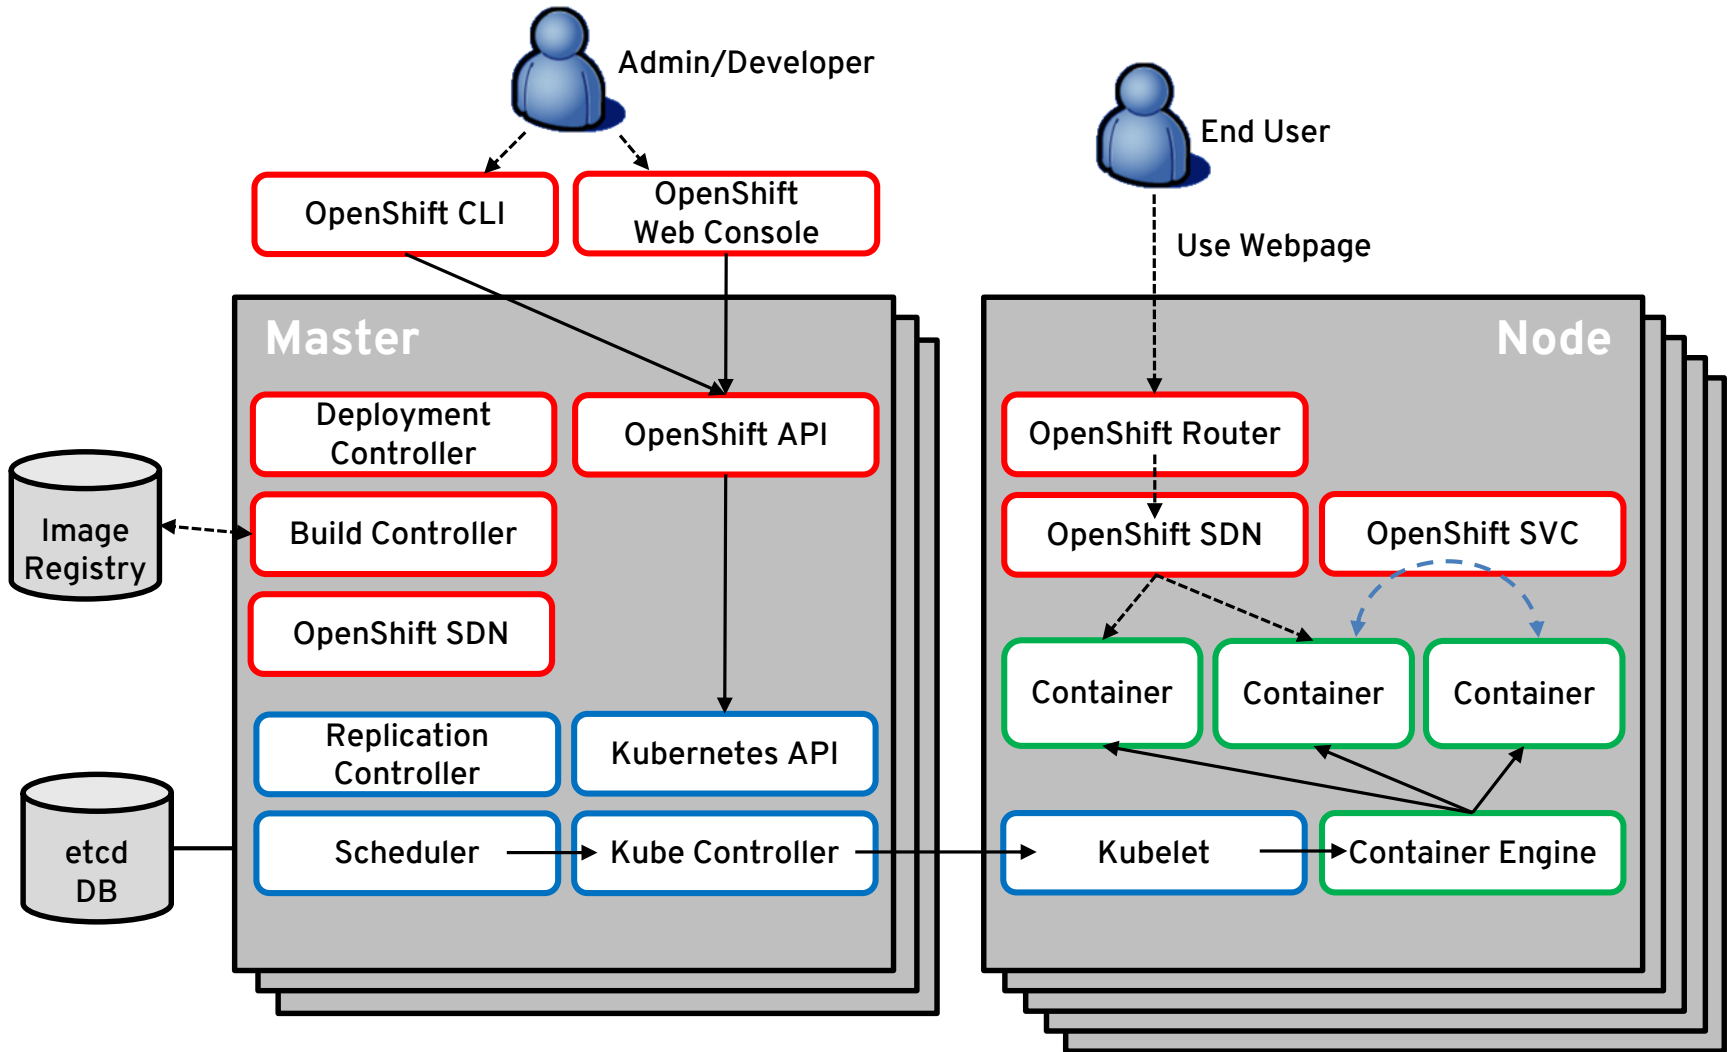 Admin/Developer
End User
OpenShift CLI
OpenShift
Web Console
Use Webpage
Master
Node
Deployment
Controller
OpenShift API
OpenShift Router
Image
Registry
Build Controller
OpenShift SDN
OpenShift SVC
OpenShift SDN
Container
Container
Container
Replication
Controller
Kubernetes API
etcd
DB
Scheduler
Kube Controller
Kubelet
Container Engine